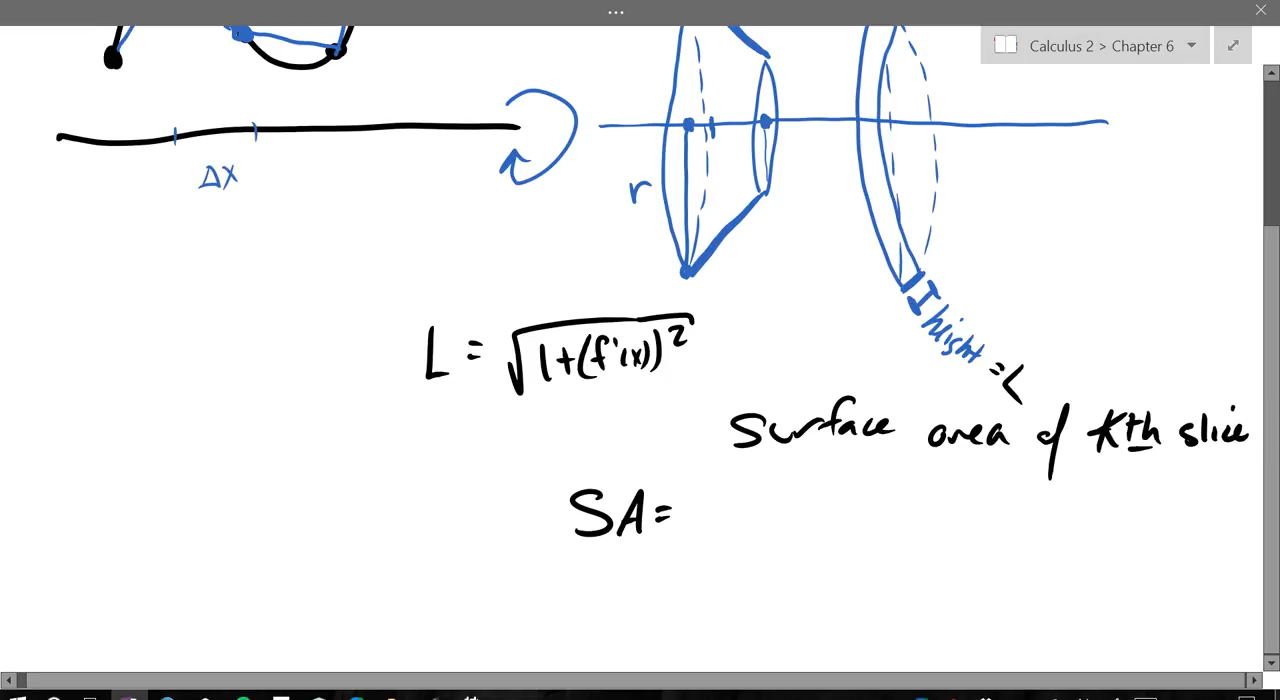 ...
Calculus 2 > Chapter 6
Δx
r
L = √1+(f'(x))²
height = L
Surface area of Kth slice
SA=